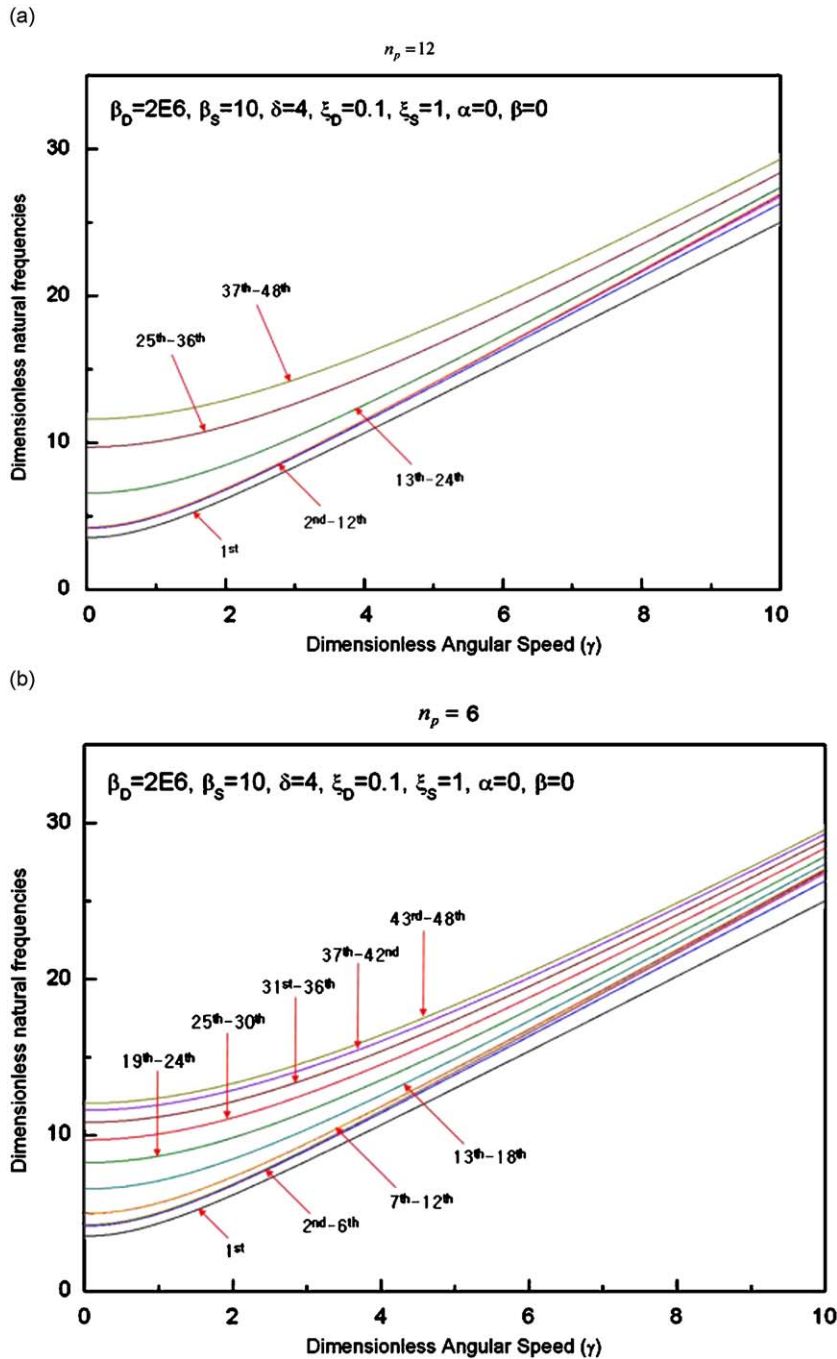 (a)
n_p = 12
β_D=2E6, β_S=10, δ=4, ξ_D=0.1, ξ_S=1, α=0, β=0
30
20
10
0
Dimensionless natural frequencies
37th-48th
25th-36th
13th-24th
2nd-12th
1st
0 2 4 6 8 10
Dimensionless Angular Speed (γ)
(b)
n_p = 6
β_D=2E6, β_S=10, δ=4, ξ_D=0.1, ξ_S=1, α=0, β=0
30
20
10
0
Dimensionless natural frequencies
43rd-48th
37th-42nd
31st-36th
25th-30th
19th-24th
13th-18th
7th-12th
2nd-6th
1st
0 2 4 6 8 10
Dimensionless Angular Speed (γ)